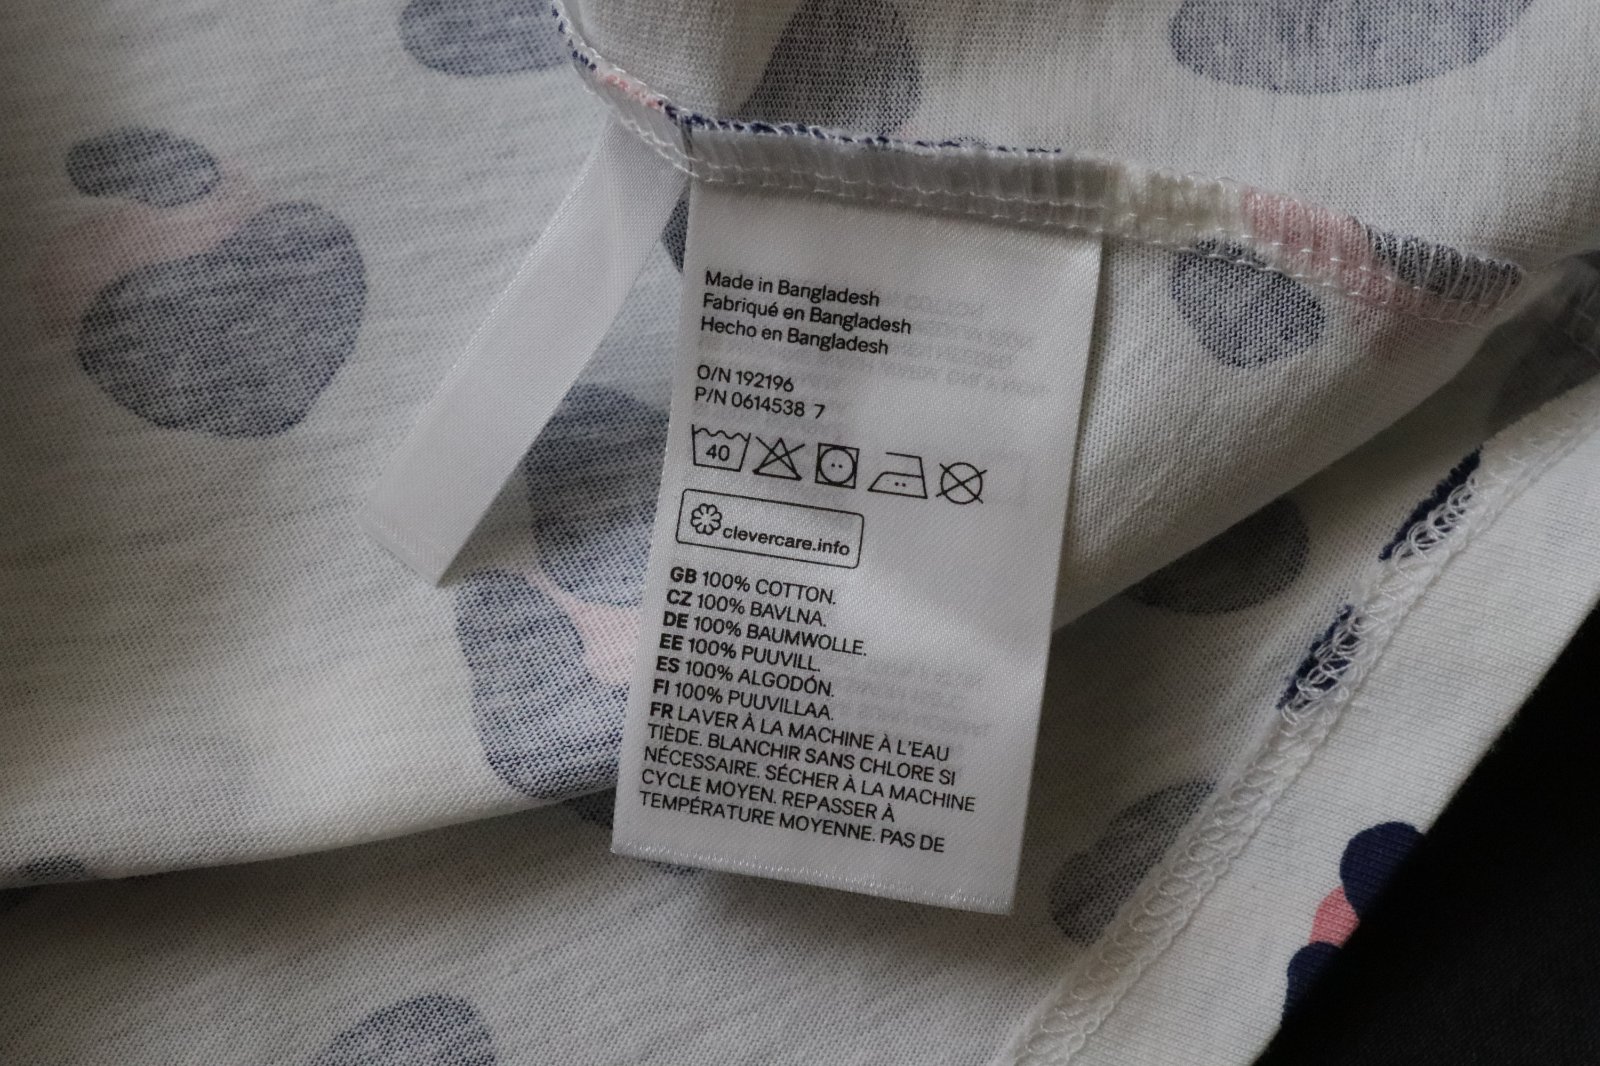 Made in Bangladesh
Fabriqué en Bangladesh
Hecho en Bangladesh
O/N 192196
P/N 0614538 7
40
clevercare.info
GB 100% COTTON.
CZ 100% BAVLNA.
DE 100% BAUMWOLLE.
EE 100% PUUVILL.
ES 100% ALGODÓN.
FI 100% PUUVILLAA.
FR LAVER À LA MACHINE À L'EAU
TIÈDE. BLANCHIR SANS CHLORE SI
NÉCESSAIRE. SÉCHER À LA MACHINE
CYCLE MOYEN. REPASSER À
TEMPÉRATURE MOYENNE. PAS DE